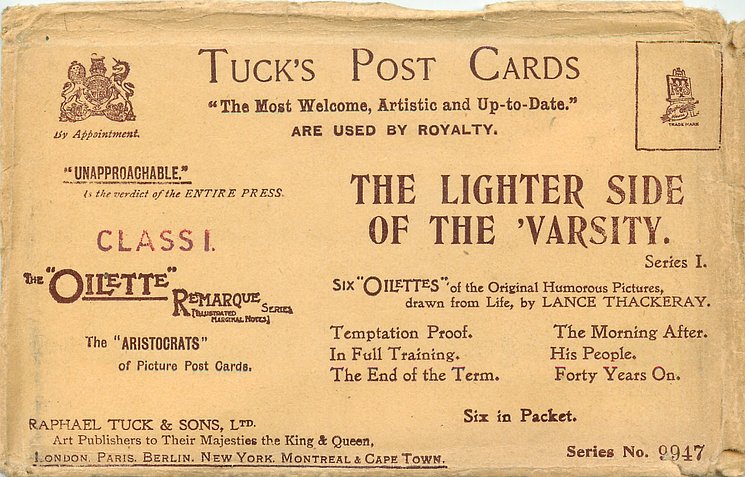 TUCK'S POST CARDS
"The Most Welcome, Artistic and Up-to-Date."
ARE USED BY ROYALTY.
By Appointment.
TRADE MARK
"UNAPPROACHABLE."
Is the verdict of the ENTIRE PRESS.
CLASS I.
THE "OILETTE"
REMARQUE SERIES
[ILLUSTRATED MARGINAL NOTES]
The "ARISTOCRATS"
of Picture Post Cards.
THE LIGHTER SIDE
OF THE 'VARSITY.
Series I.
SIX "OILETTES" of the Original Humorous Pictures,
drawn from Life, by LANCE THACKERAY.
Temptation Proof. The Morning After.
In Full Training. His People.
The End of the Term. Forty Years On.
Six in Packet.
RAPHAEL TUCK & SONS, LTD.
Art Publishers to Their Majesties the King & Queen,
LONDON. PARIS. BERLIN. NEW YORK. MONTREAL & CAPE TOWN.
Series No. 9947